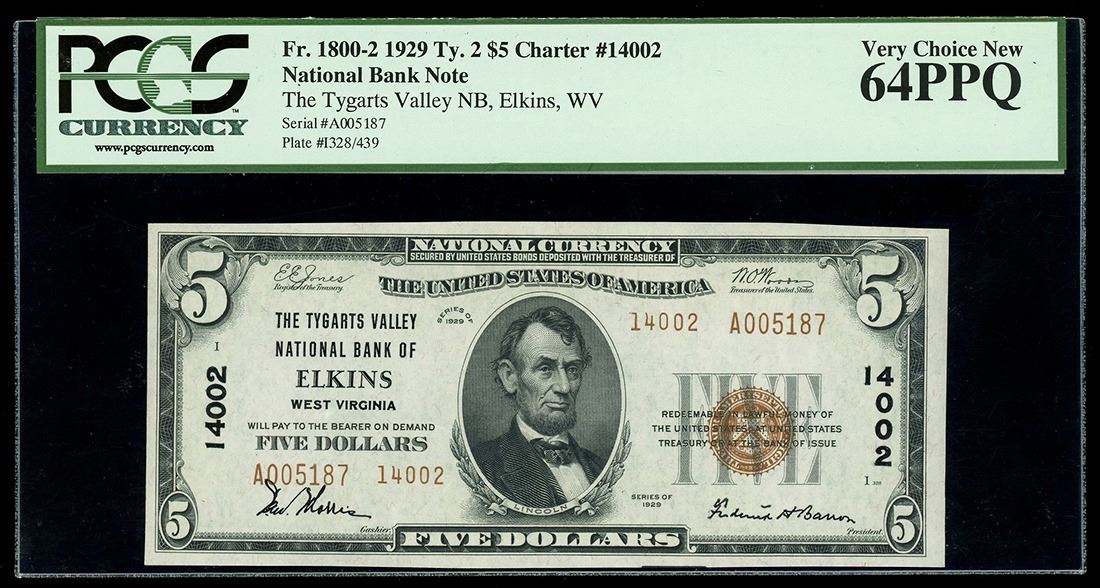 PCGS
CURRENCY
www.pcgscurrency.com
Fr. 1800-2 1929 Ty. 2 $5 Charter #14002
National Bank Note
The Tygarts Valley NB, Elkins, WV
Serial #A005187
Plate #I328/439
Very Choice New
64PPQ
NATIONAL CURRENCY
SECURED BY UNITED STATES BONDS DEPOSITED WITH THE TREASURER OF
THE UNITED STATES OF AMERICA
5
5
E.E. Jones
Register of the Treasury.
W.O. Woods
Treasurer of the United States.
SERIES OF
1929
THE TYGARTS VALLEY
NATIONAL BANK OF
ELKINS
WEST VIRGINIA
WILL PAY TO THE BEARER ON DEMAND
FIVE DOLLARS
I
14002
14002 A005187
14002
FIVE
REDEEMABLE IN LAWFUL MONEY OF
THE UNITED STATES AT UNITED STATES
TREASURY OR AT THE BANK OF ISSUE
A005187 14002
I 328
SERIES OF
1929
Morris
Cashier.
LINCOLN
Frederick H Barron
President.
5
5
FIVE DOLLARS